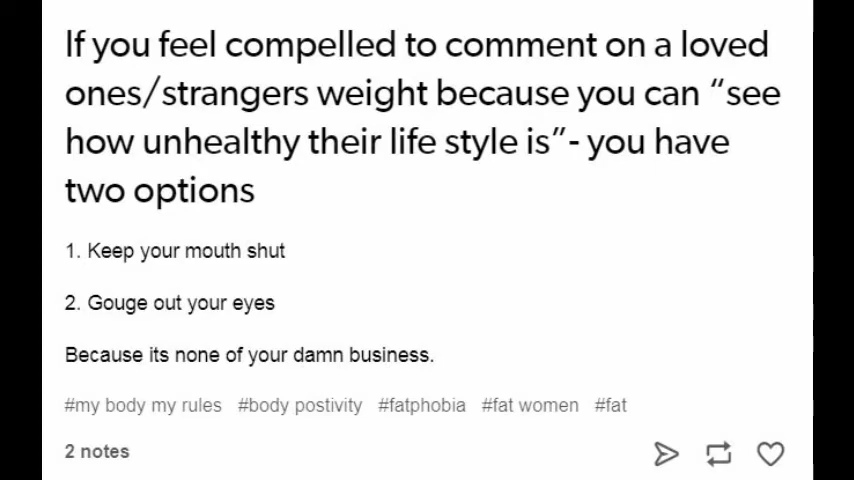 If you feel compelled to comment on a loved
ones/strangers weight because you can “see
how unhealthy their life style is”- you have
two options
1. Keep your mouth shut
2. Gouge out your eyes
Because its none of your damn business.
#my body my rules #body postivity #fatphobia #fat women #fat
2 notes